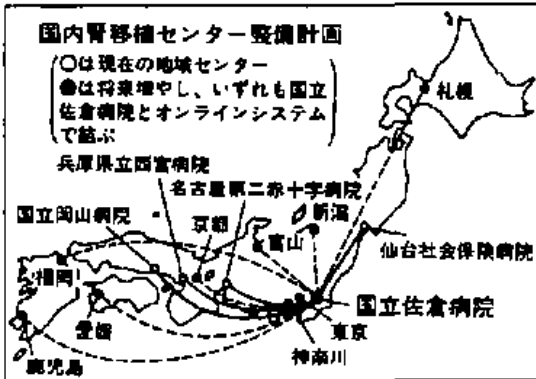 国内腎移植センター整備計画
○は現在の地域センター
●は将来増やし、いずれも国立
佐倉病院とオンラインシステム
で結ぶ
札幌
兵庫県立西宮病院
名古屋第二赤十字病院
国立岡山病院
京都
新潟
富山
仙台社会保険病院
福岡
国立佐倉病院
愛媛
東京
神奈川
鹿児島